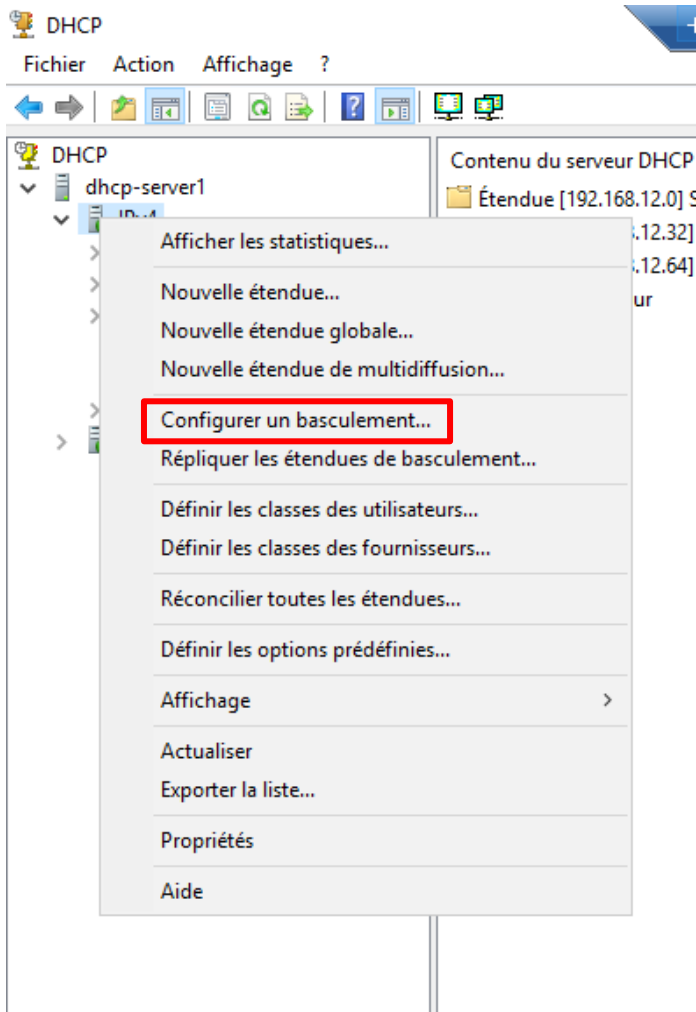 DHCP
Fichier Action Affichage ?
DHCP
dhcp-server1
IPv4
Contenu du serveur DHCP
Étendue [192.168.12.0] S
.12.32]
.12.64]
ur
Afficher les statistiques...
Nouvelle étendue...
Nouvelle étendue globale...
Nouvelle étendue de multidiffusion...
Configurer un basculement...
Répliquer les étendues de basculement...
Définir les classes des utilisateurs...
Définir les classes des fournisseurs...
Réconcilier toutes les étendues...
Définir les options prédéfinies...
Affichage
Actualiser
Exporter la liste...
Propriétés
Aide